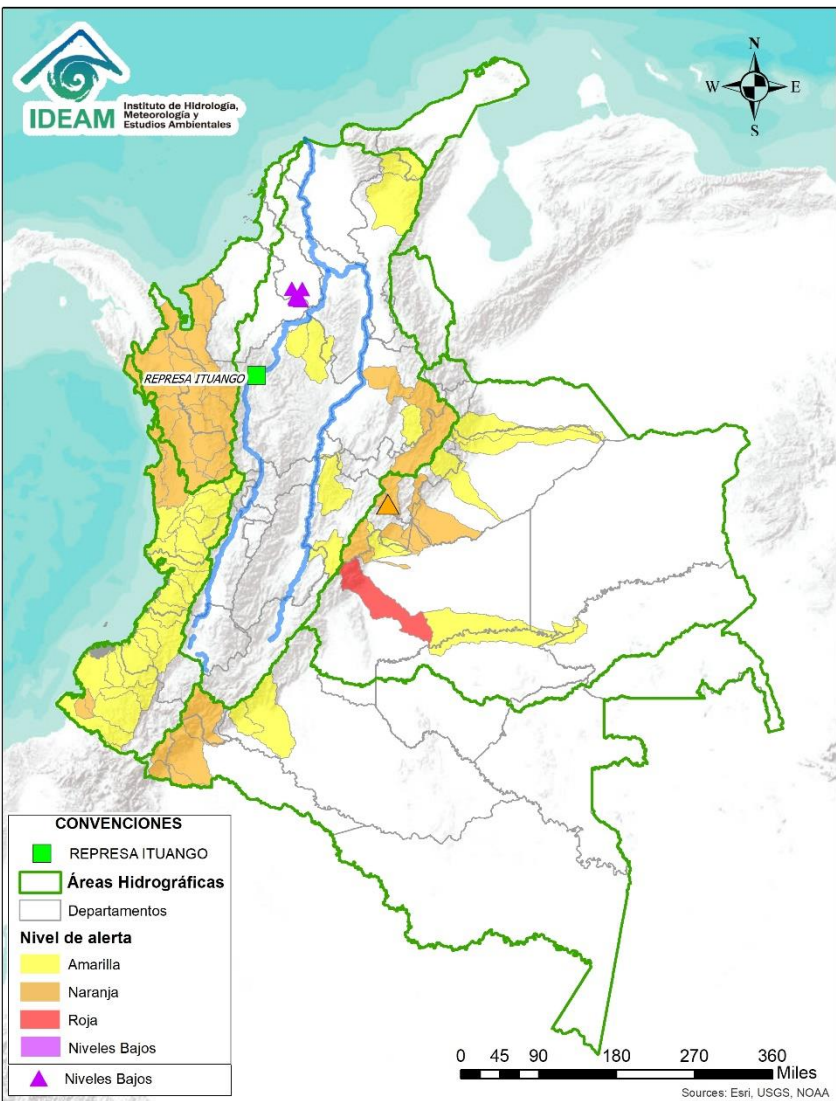 IDEAM
Instituto de Hidrología,
Meteorología y
Estudios Ambientales
N
W
E
S
REPRESA ITUANGO
CONVENCIONES
REPRESA ITUANGO
Áreas Hidrográficas
Departamentos
Nivel de alerta
Amarilla
Naranja
Roja
Niveles Bajos
Niveles Bajos
0 45 90 180 270 360
Miles
Sources: Esri, USGS, NOAA